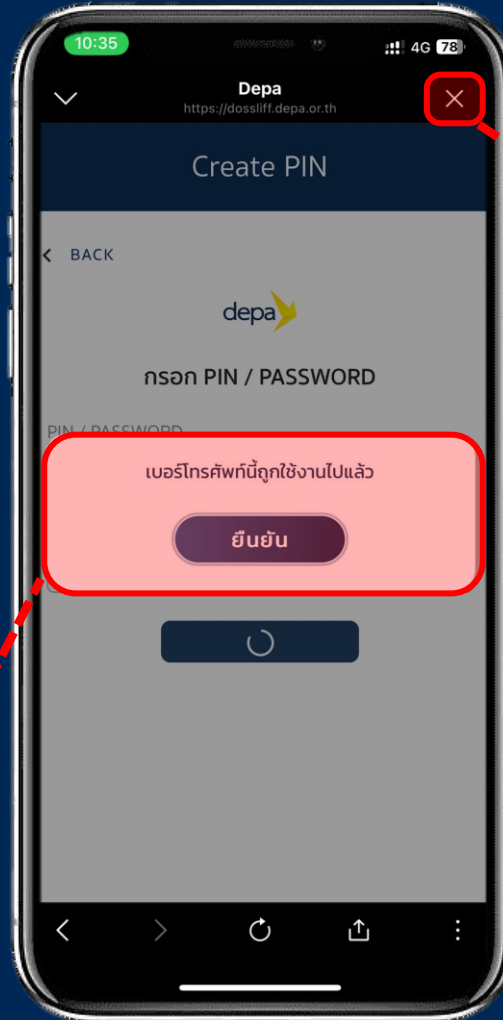 10:35
4G 78
Depa
https://dossliff.depa.or.th
Create PIN
BACK
depa
กรอก PIN / PASSWORD
PIN / PASSWORD
เบอร์โทรศัพท์นี้ถูกใช้งานไปแล้ว
ยืนยัน